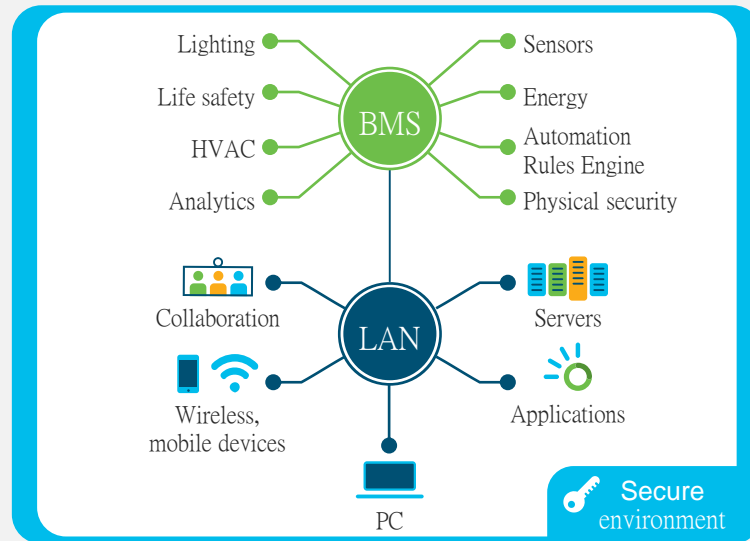 Lighting
Life safety
HVAC
Analytics
BMS
Sensors
Energy
Automation
Rules Engine
Physical security
Collaboration
Wireless,
mobile devices
LAN
Servers
Applications
PC
Secure
environment